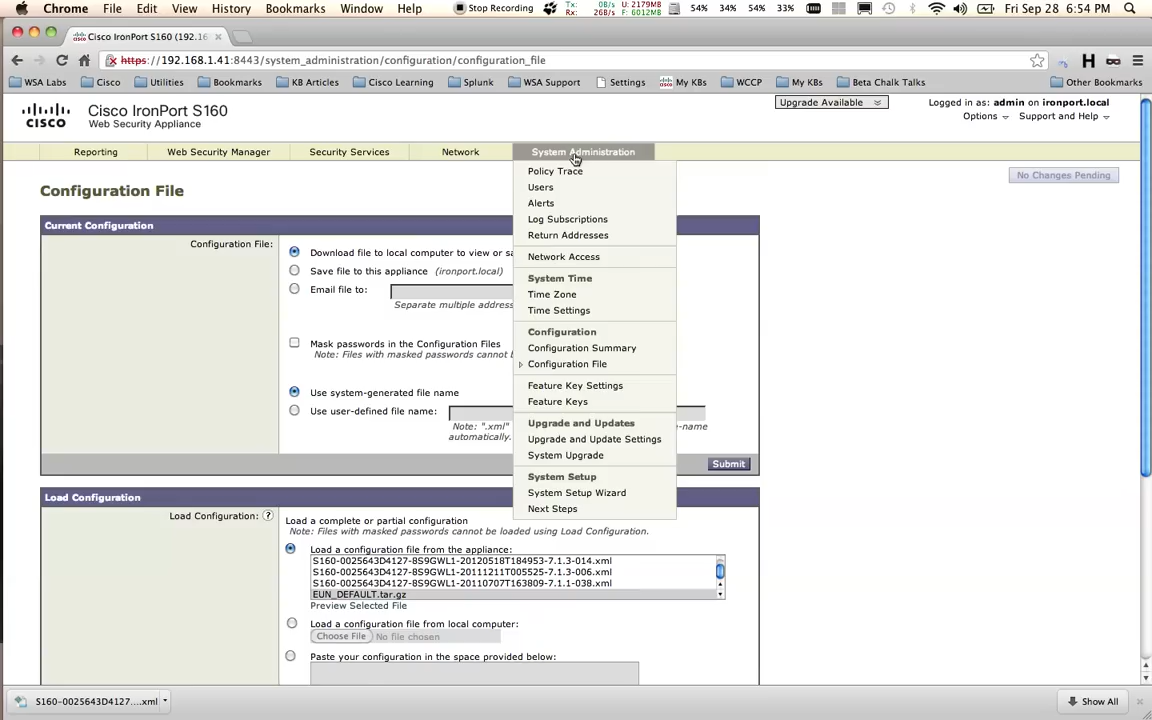 Chrome File Edit View History Bookmarks Window Help Stop Recording Tx: 0B/s U: 2179MB Rx: 26B/s F: 6012MB 54% 34% 54% 33% Fri Sep 28 6:54 PM
Cisco IronPort S160 (192.16
https://192.168.1.41:8443/system_administration/configuration/configuration_file
WSA Labs Cisco Utilities Bookmarks KB Articles Cisco Learning Splunk WSA Support Settings My KBs WCCP My KBs Beta Chalk Talks Other Bookmarks
CISCO
Cisco IronPort S160
Web Security Appliance
Upgrade Available
Logged in as: admin on ironport.local
Options Support and Help
Reporting Web Security Manager Security Services Network System Administration
No Changes Pending
Policy Trace
Users
Alerts
Log Subscriptions
Return Addresses
Network Access
System Time
Time Zone
Time Settings
Configuration
Configuration Summary
Configuration File
Feature Key Settings
Feature Keys
Upgrade and Updates
Upgrade and Update Settings
System Upgrade
System Setup
System Setup Wizard
Next Steps
Configuration File
Current Configuration
Configuration File:
Download file to local computer to view or sa
Save file to this appliance (ironport.local)
Email file to:
Separate multiple address
Mask passwords in the Configuration Files
Note: Files with masked passwords cannot b
Use system-generated file name
Use user-defined file name:
Note: ".xml" -name
automatically.
Submit
Load Configuration
Load Configuration: ?
Load a complete or partial configuration
Note: Files with masked passwords cannot be loaded using Load Configuration.
Load a configuration file from the appliance:
S160-0025643D4127-8S9GWL1-20120518T184953-7.1.3-014.xml
S160-0025643D4127-8S9GWL1-20111211T005525-7.1.3-006.xml
S160-0025643D4127-8S9GWL1-20110707T163809-7.1.1-038.xml
EUN_DEFAULT.tar.gz
Preview Selected File
Load a configuration file from local computer:
Choose File No file chosen
Paste your configuration in the space provided below:
S160-0025643D4127....xml
Show All